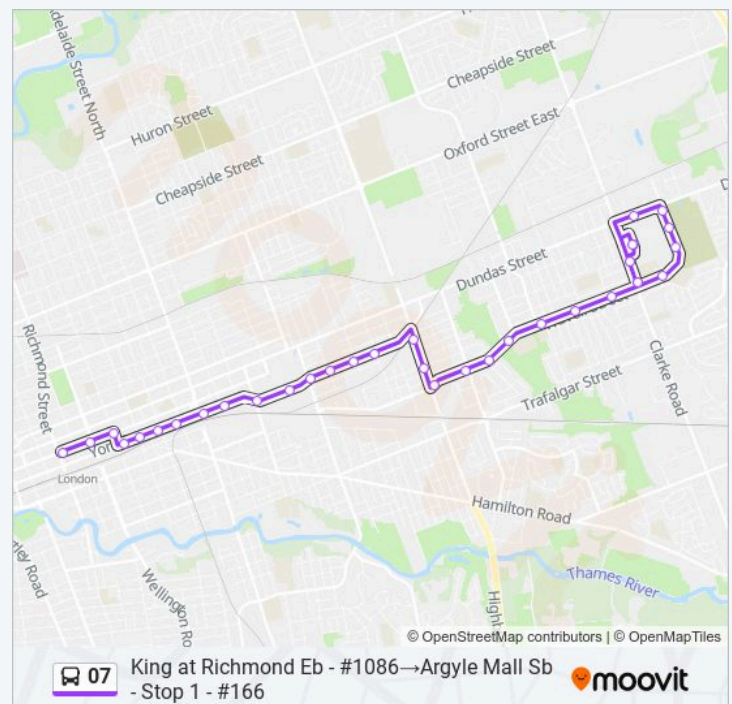 Adelaide Street North
Cheapside Street
Huron Street
Oxford Street East
Cheapside Street
D
Dundas Street
Richmond Street
Clarke Road
Trafalgar Street
Yor
London
Hamilton Road
Thames River
Wellington Ro
High
© OpenStreetMap contributors | © OpenMapTiles
07
King at Richmond Eb - #1086→Argyle Mall Sb
- Stop 1 - #166
moovit